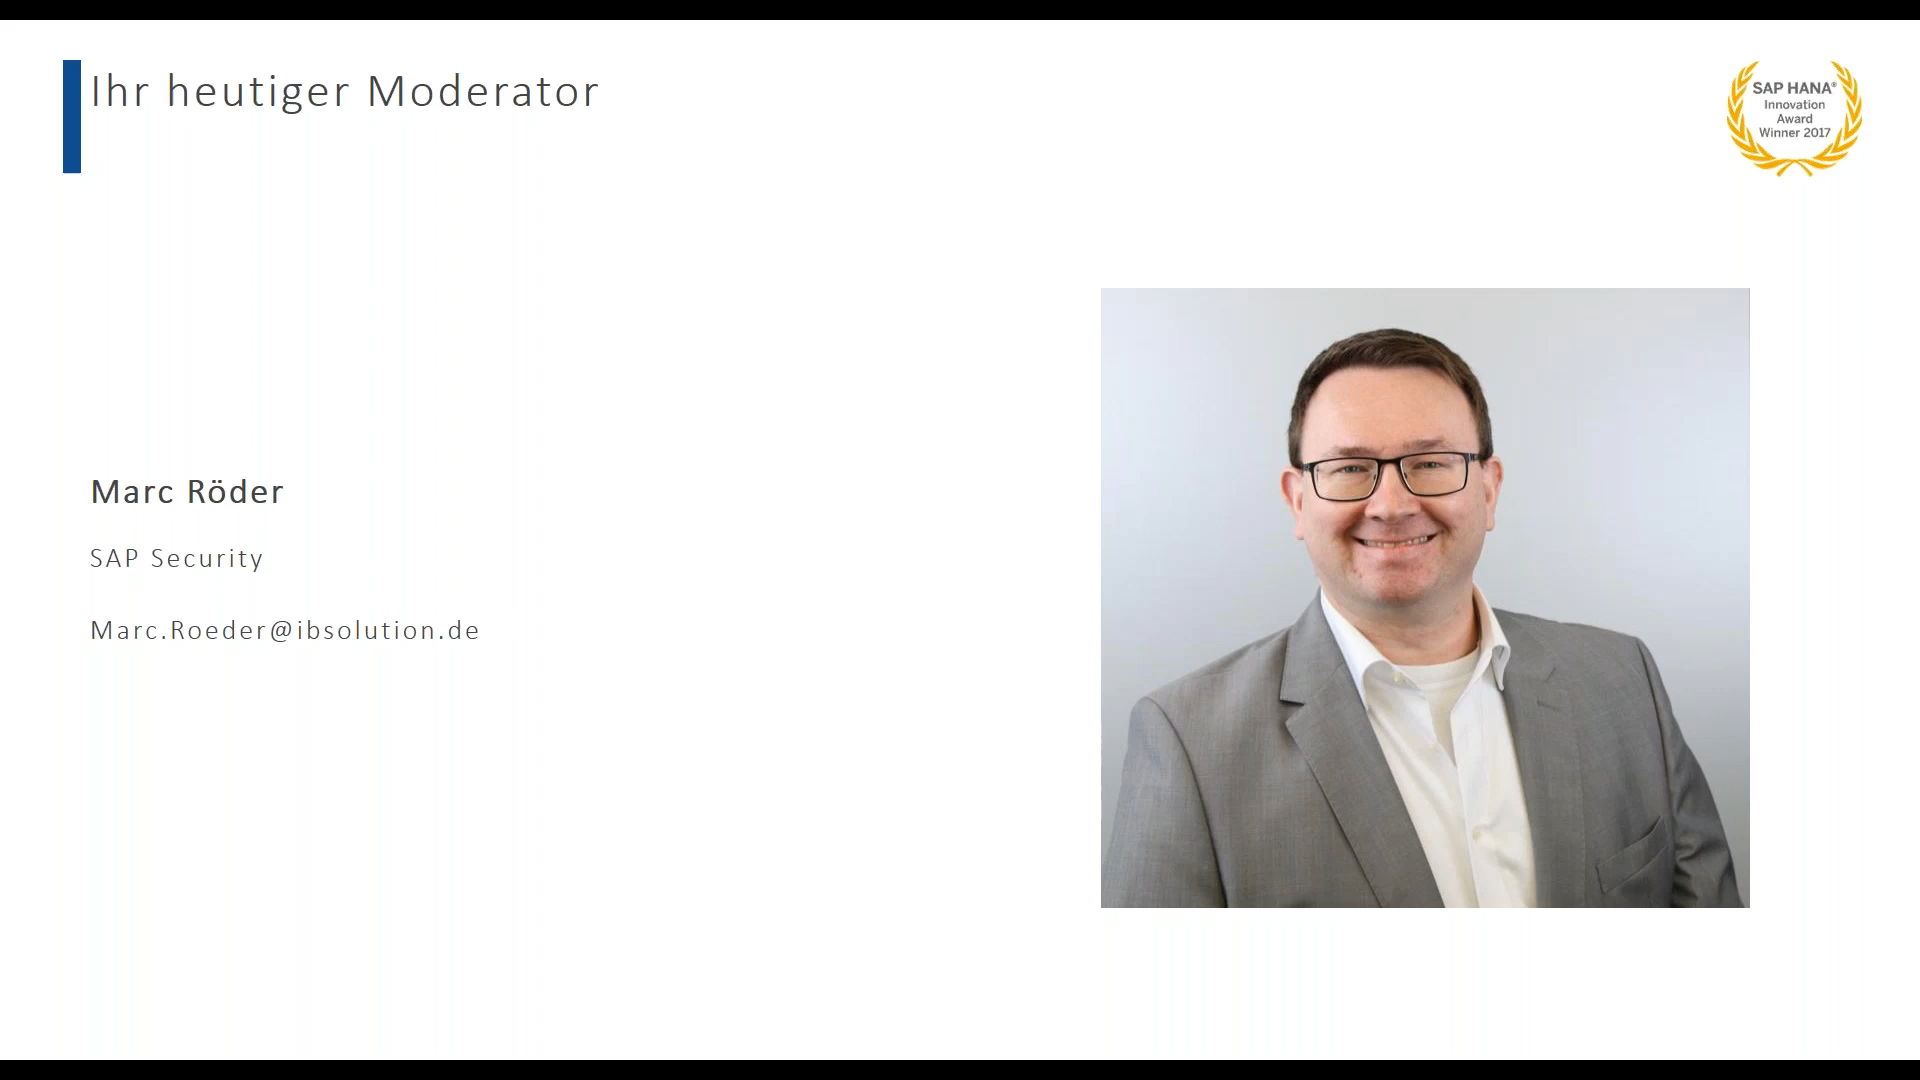 Ihr heutiger Moderator
SAP HANA®
Innovation
Award
Winner 2017
Marc Röder
SAP Security
Marc.Roeder@ibsolution.de